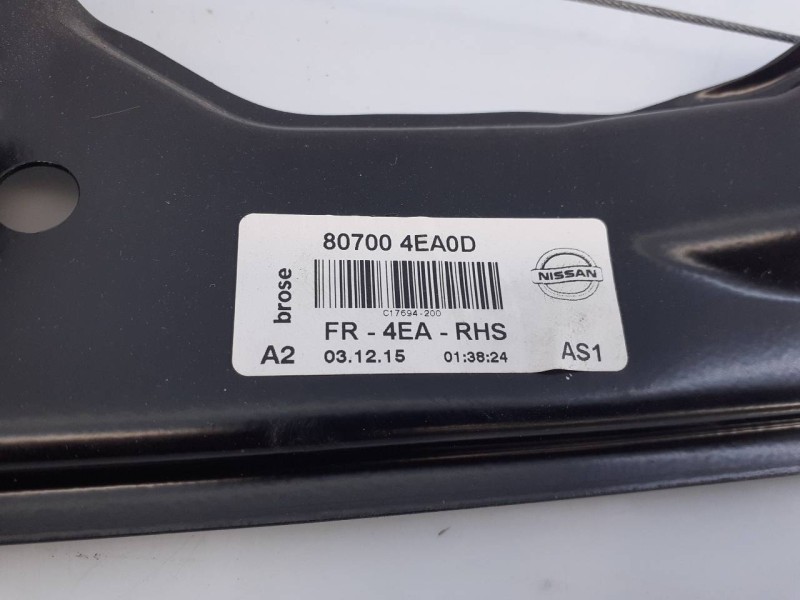 80700 4EA0D
brose
NISSAN
C17694-200
FR - 4EA - RHS
A2 03.12.15 01:38:24 AS1